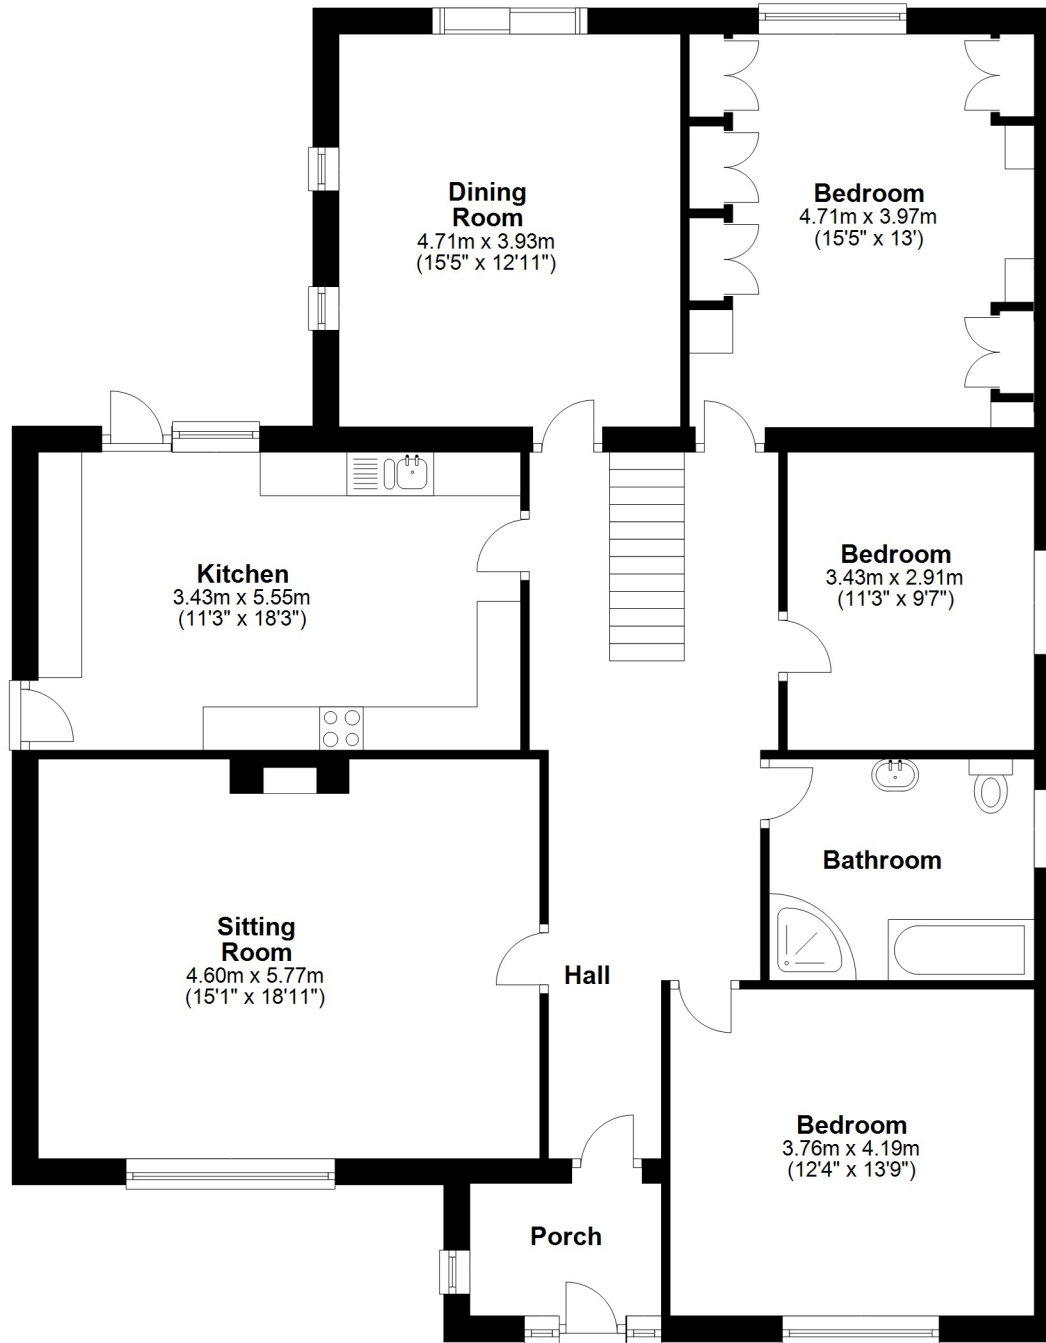 Dining
Room
4.71m x 3.93m
(15'5" x 12'11")
Bedroom
4.71m x 3.97m
(15'5" x 13')
Kitchen
3.43m x 5.55m
(11'3" x 18'3")
Bedroom
3.43m x 2.91m
(11'3" x 9'7")
Bathroom
Sitting
Room
4.60m x 5.77m
(15'1" x 18'11")
Hall
Bedroom
3.76m x 4.19m
(12'4" x 13'9")
Porch